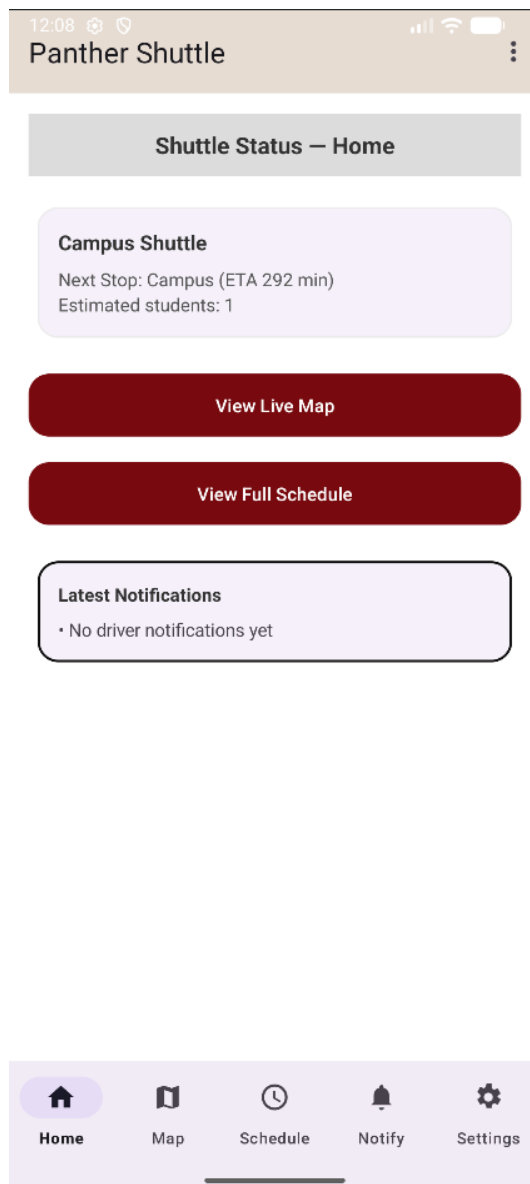 12:08
Panther Shuttle
Shuttle Status — Home
Campus Shuttle
Next Stop: Campus (ETA 292 min)
Estimated students: 1
View Live Map
View Full Schedule
Latest Notifications
• No driver notifications yet
Home Map Schedule Notify Settings